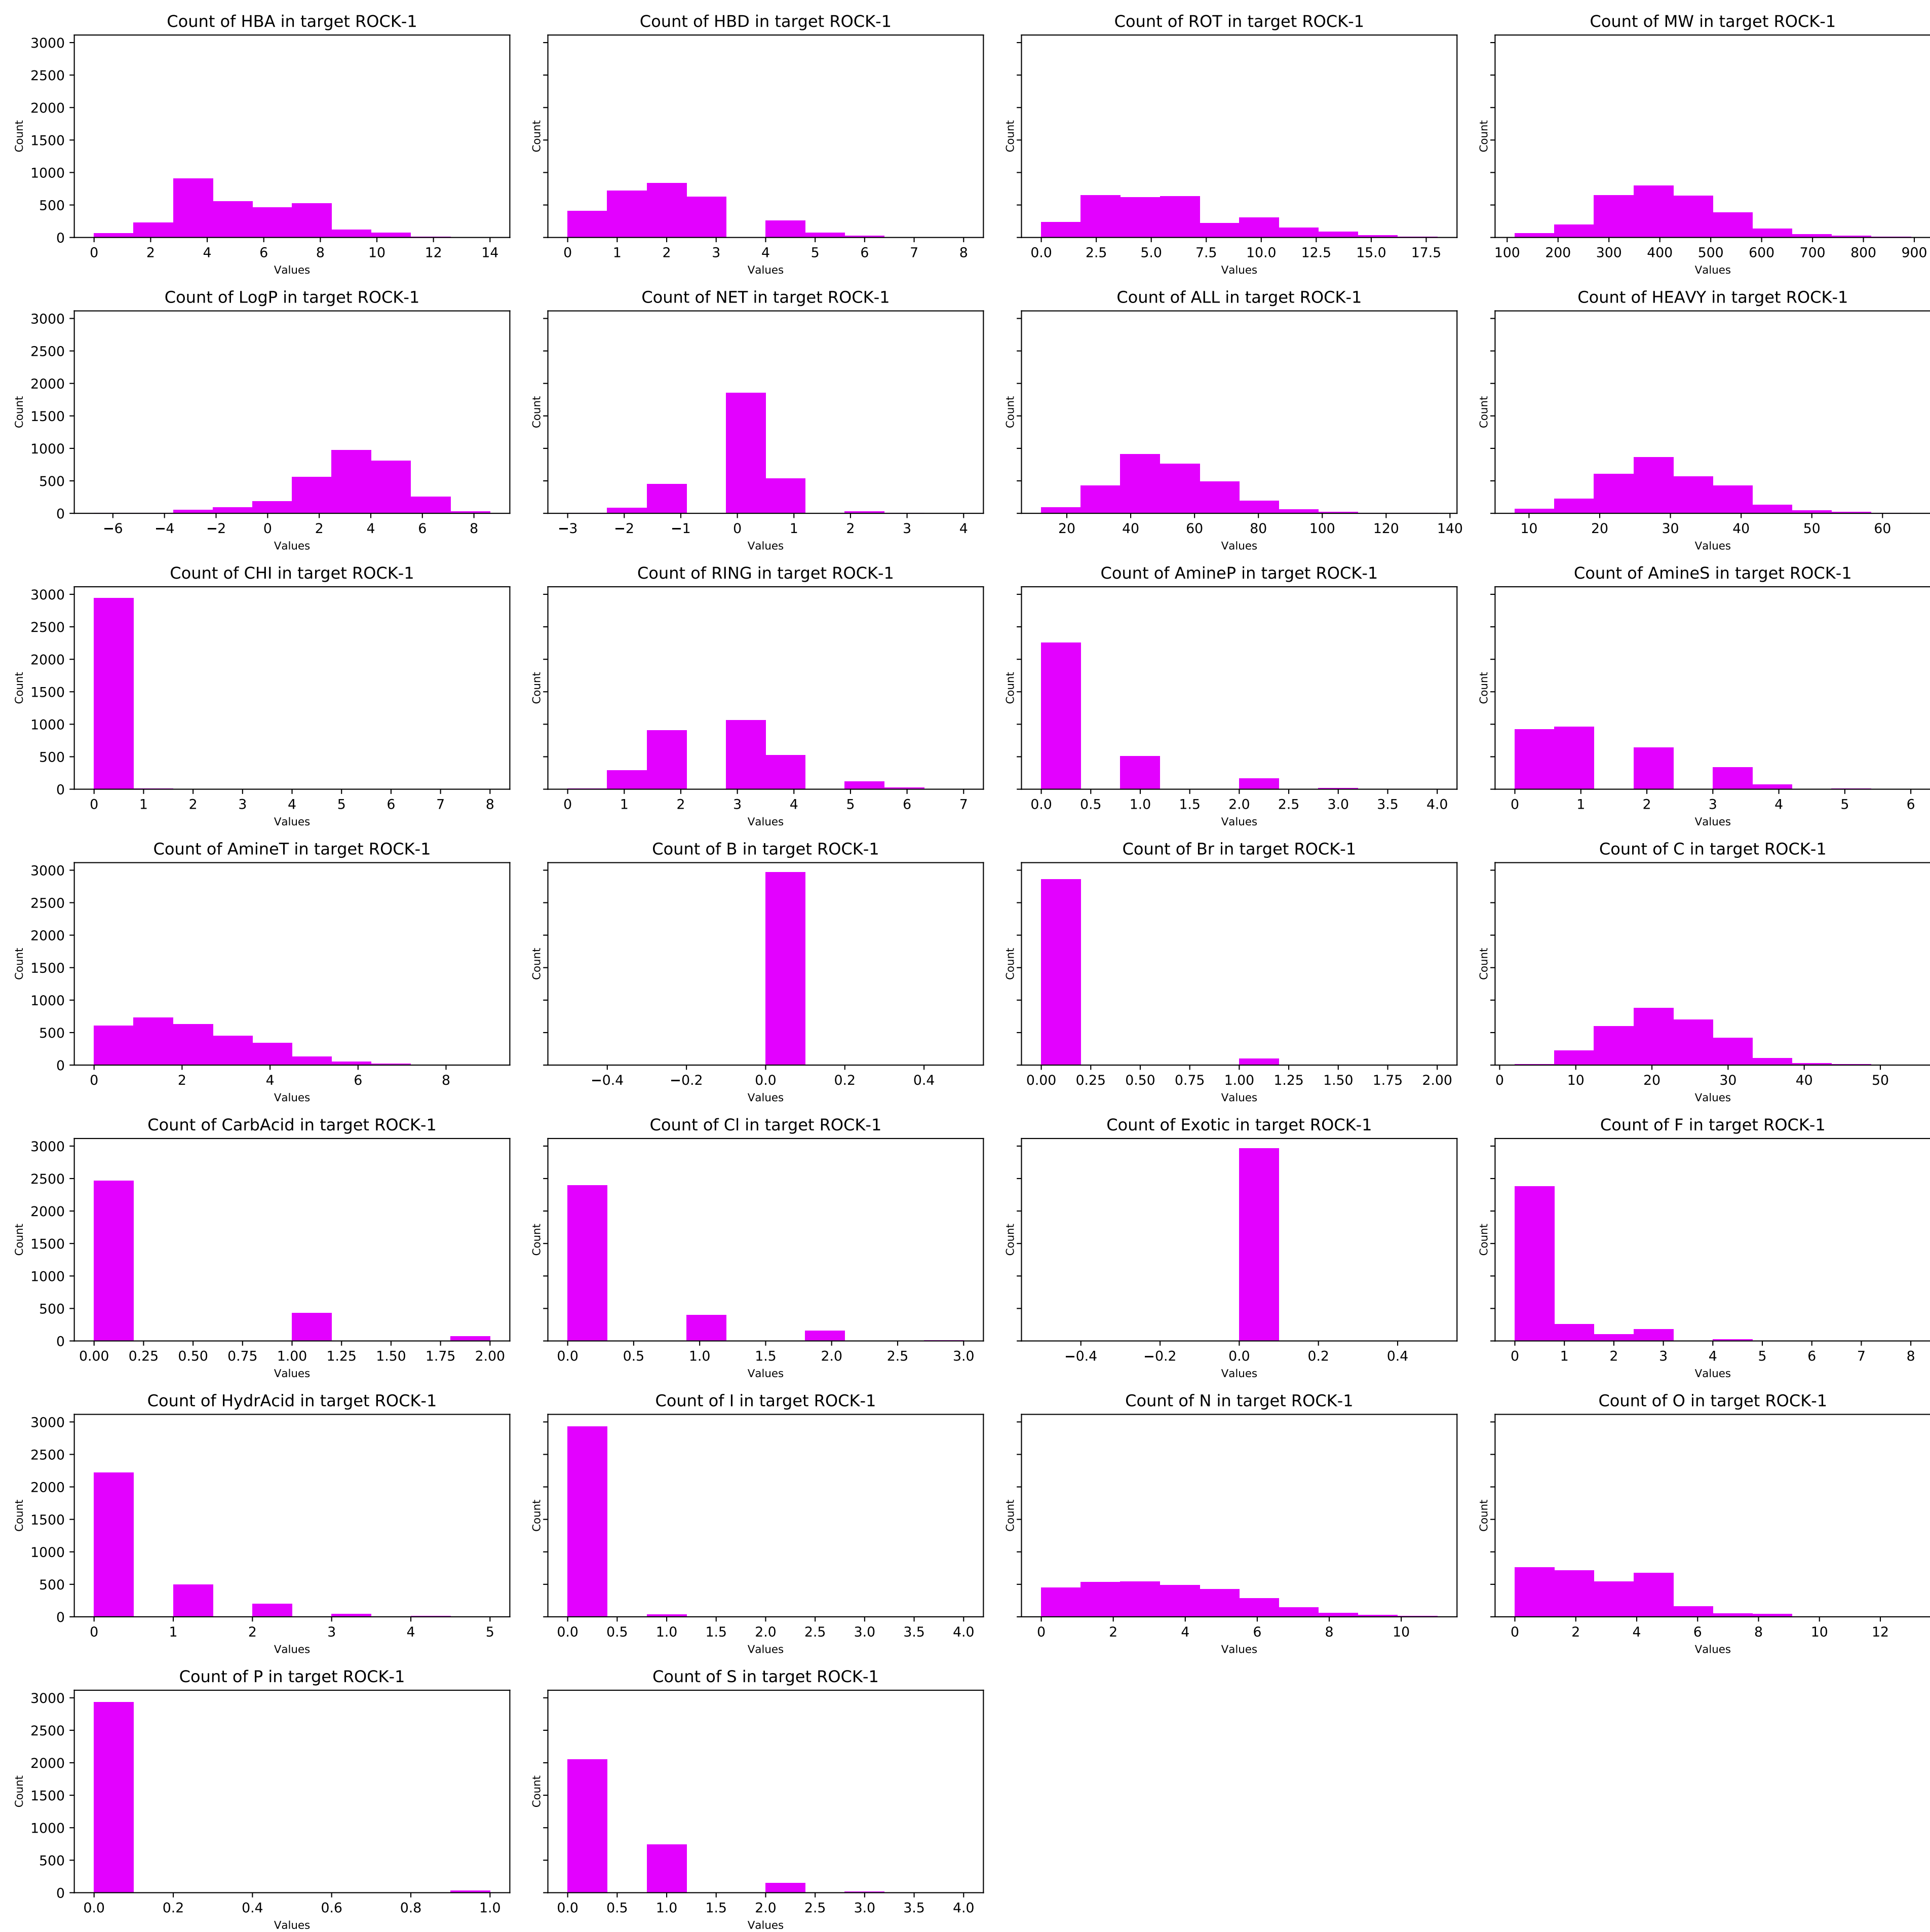 Count of HBA in target ROCK-1
3000
2500
2000
1500
1000
500
0
Count
0 2 4 6 8 10 12 14
Values
Count of HBD in target ROCK-1
Count
0 1 2 3 4 5 6 7 8
Values
Count of ROT in target ROCK-1
Count
0.0 2.5 5.0 7.5 10.0 12.5 15.0 17.5
Values
Count of MW in target ROCK-1
Count
100 200 300 400 500 600 700 800 900
Values
Count of LogP in target ROCK-1
3000
2500
2000
1500
1000
500
0
Count
−6 −4 −2 0 2 4 6 8
Values
Count of NET in target ROCK-1
Count
−3 −2 −1 0 1 2 3 4
Values
Count of ALL in target ROCK-1
Count
20 40 60 80 100 120 140
Values
Count of HEAVY in target ROCK-1
Count
10 20 30 40 50 60
Values
Count of CHI in target ROCK-1
3000
2500
2000
1500
1000
500
0
Count
0 1 2 3 4 5 6 7 8
Values
Count of RING in target ROCK-1
Count
0 1 2 3 4 5 6 7
Values
Count of AmineP in target ROCK-1
Count
0.0 0.5 1.0 1.5 2.0 2.5 3.0 3.5 4.0
Values
Count of AmineS in target ROCK-1
Count
0 1 2 3 4 5 6
Values
Count of AmineT in target ROCK-1
3000
2500
2000
1500
1000
500
0
Count
0 2 4 6 8
Values
Count of B in target ROCK-1
Count
−0.4 −0.2 0.0 0.2 0.4
Values
Count of Br in target ROCK-1
Count
0.00 0.25 0.50 0.75 1.00 1.25 1.50 1.75 2.00
Values
Count of C in target ROCK-1
Count
0 10 20 30 40 50
Values
Count of CarbAcid in target ROCK-1
3000
2500
2000
1500
1000
500
0
Count
0.00 0.25 0.50 0.75 1.00 1.25 1.50 1.75 2.00
Values
Count of Cl in target ROCK-1
Count
0.0 0.5 1.0 1.5 2.0 2.5 3.0
Values
Count of Exotic in target ROCK-1
Count
−0.4 −0.2 0.0 0.2 0.4
Values
Count of F in target ROCK-1
Count
0 1 2 3 4 5 6 7 8
Values
Count of HydrAcid in target ROCK-1
3000
2500
2000
1500
1000
500
0
Count
0 1 2 3 4 5
Values
Count of I in target ROCK-1
Count
0.0 0.5 1.0 1.5 2.0 2.5 3.0 3.5 4.0
Values
Count of N in target ROCK-1
Count
0 2 4 6 8 10
Values
Count of O in target ROCK-1
Count
0 2 4 6 8 10 12
Values
Count of P in target ROCK-1
3000
2500
2000
1500
1000
500
0
Count
0.0 0.2 0.4 0.6 0.8 1.0
Values
Count of S in target ROCK-1
Count
0.0 0.5 1.0 1.5 2.0 2.5 3.0 3.5 4.0
Values